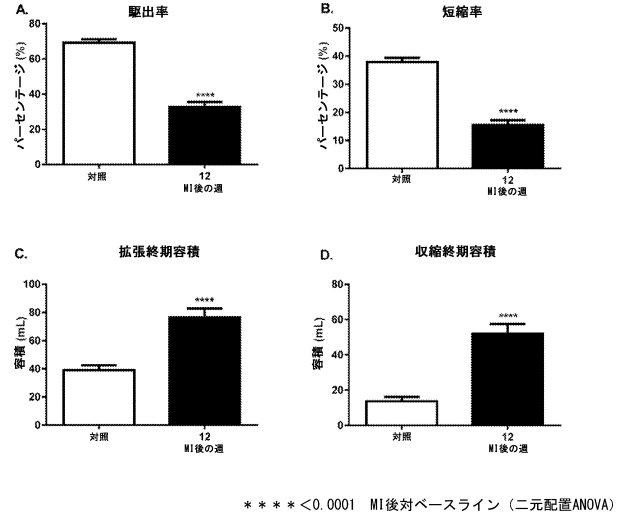 A.
駆出率
パーセンテージ (%)
80
60
40
20
0
****
対照
12
MI後の週
B.
短縮率
パーセンテージ (%)
50
40
30
20
10
0
****
対照
12
MI後の週
C.
拡張終期容積
容積 (mL)
100
80
60
40
20
0
****
対照
12
MI後の週
D.
収縮終期容積
容積 (mL)
80
60
40
20
0
****
対照
12
MI後の週
＊＊＊＊＜0.0001　MI後対ベースライン（二元配置ANOVA）